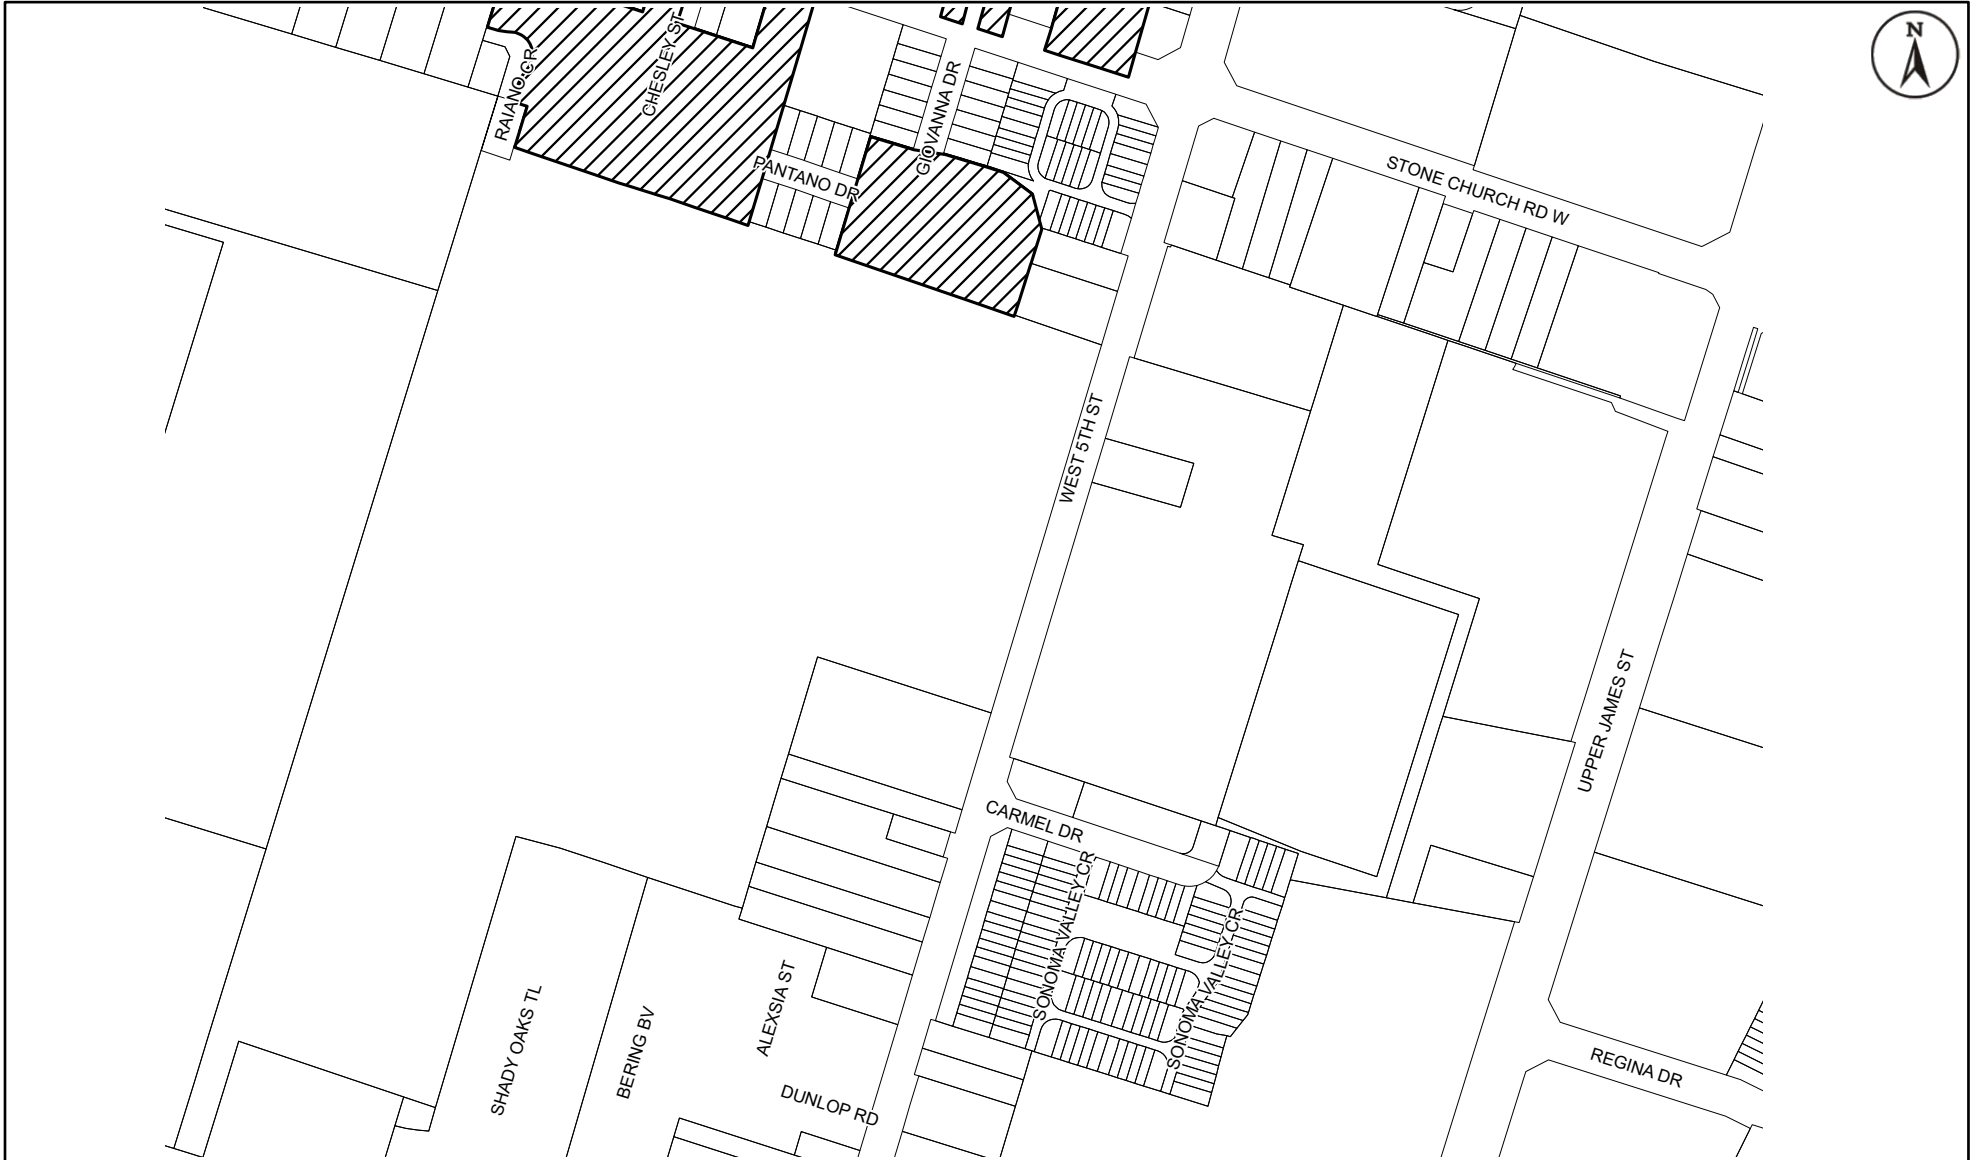 N
CHESLEY ST
RAIANO CR
GIOVANNA DR
PANTANO DR
STONE CHURCH RD W
WEST 5TH ST
UPPER JAMES ST
CARMEL DR
SONOMA VALLEY CR
SONOMA VALLEY CR
SONOMA VALLEY CR
SHADY OAKS TL
BERING BV
ALEXSIA ST
DUNLOP RD
REGINA DR